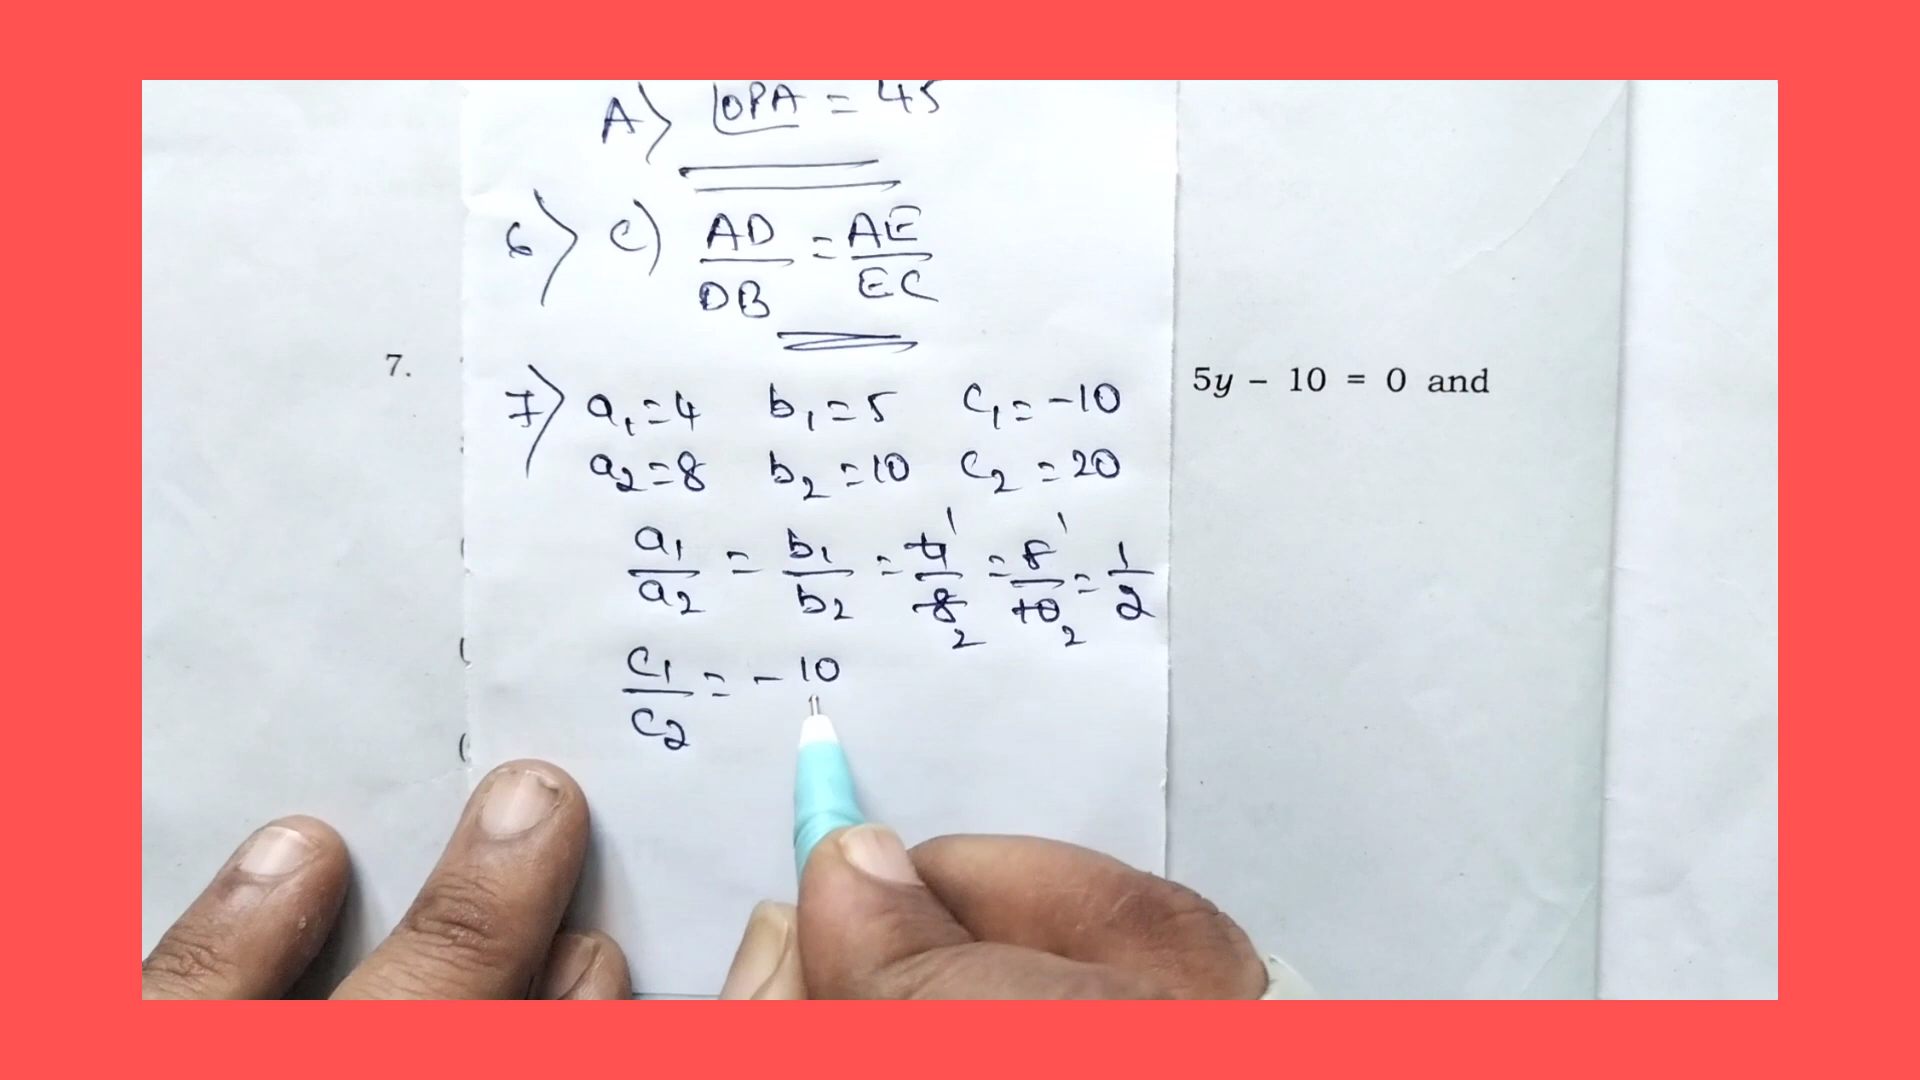 A) ∠OPA = 45
6) C) AD/DB = AE/EC
7. 5y – 10 = 0 and
7) a₁=4 b₁=5 c₁=-10
a₂=8 b₂=10 c₂=20
a₁/a₂ = b₁/b₂ = 4/8 = 5/10 = 1/2
c₁/c₂ = -10